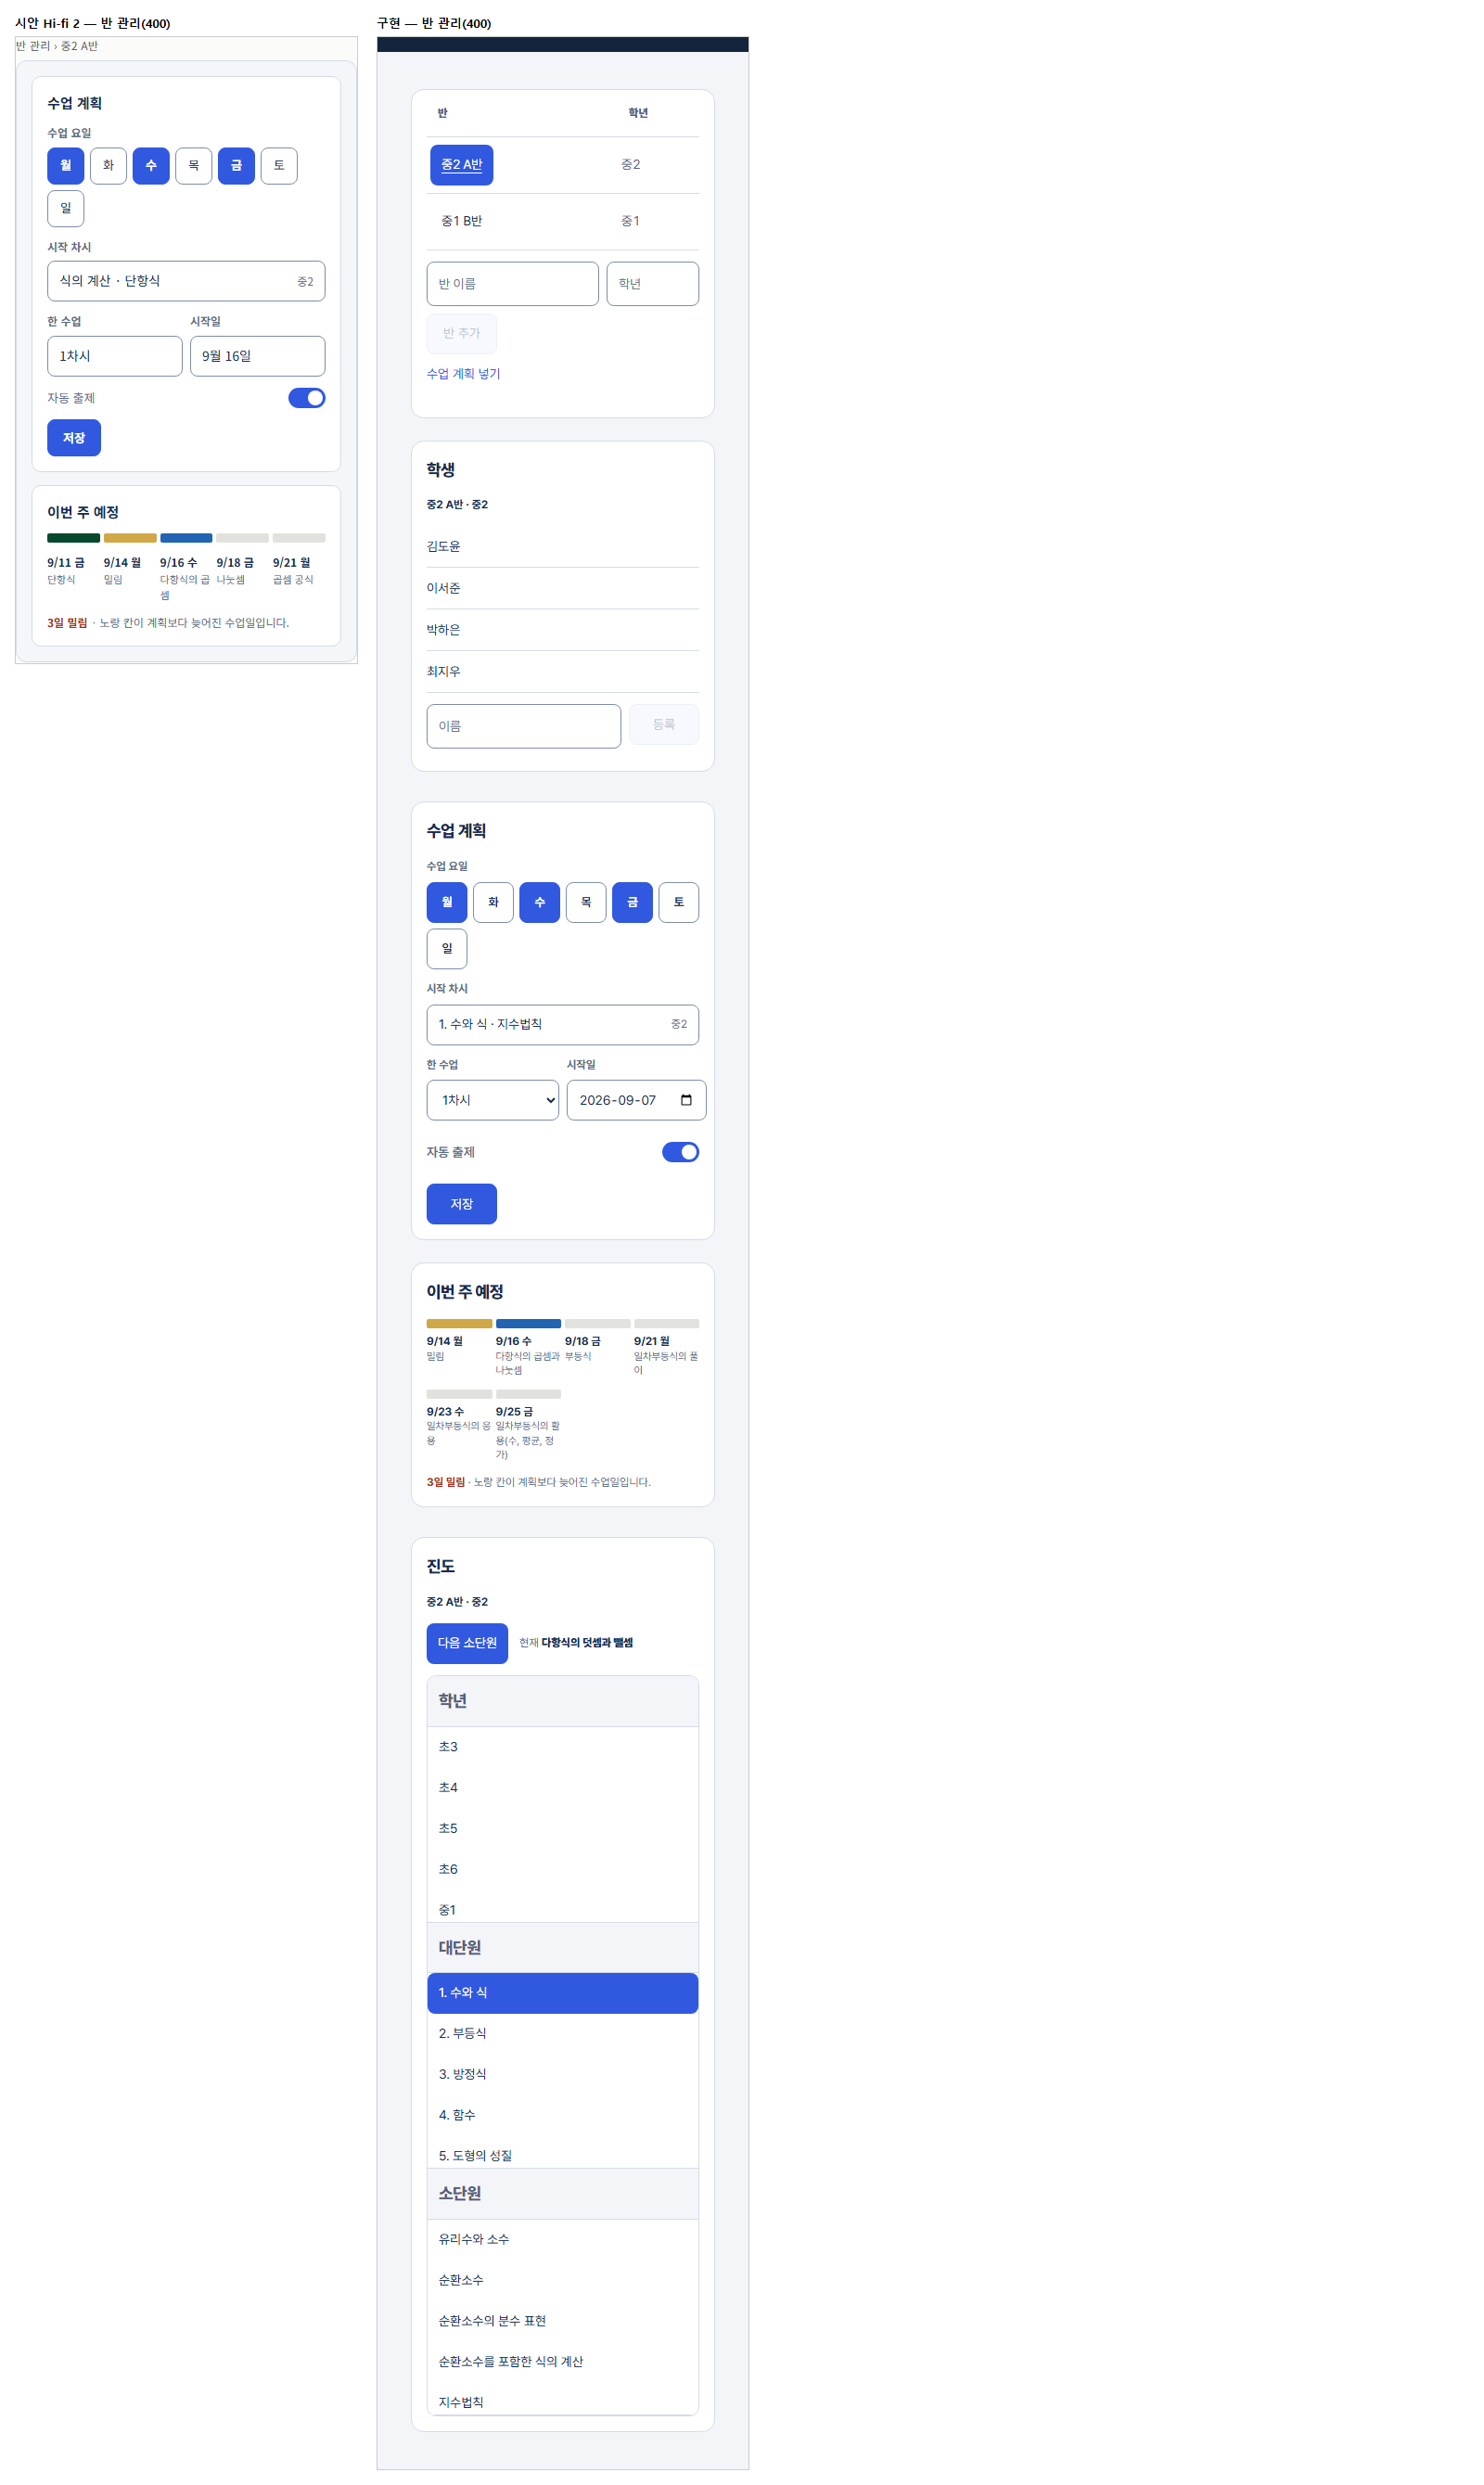 시안 Hi-fi 2 — 반 관리(400)
반 관리 › 중2 A반
수업 계획
수업 요일
월 화 수 목 금 토
일
시작 차시
식의 계산 · 단항식 중2
한 수업 시작일
1차시 9월 16일
자동 출제
저장
이번 주 예정
9/11 금 9/14 월 9/16 수 9/18 금 9/21 월
단항식 밀림 다항식의 곱 나눗셈 곱셈 공식
셈
3일 밀림 · 노랑 칸이 계획보다 늦어진 수업일입니다.
구현 — 반 관리(400)
반 학년
중2 A반 중2
중1 B반 중1
반 이름 학년
반 추가
수업 계획 넣기
학생
중2 A반 · 중2
김도윤
이서준
박하은
최지우
이름 등록
수업 계획
수업 요일
월 화 수 목 금 토
일
시작 차시
1. 수와 식 · 지수법칙 중2
한 수업 시작일
1차시 2026-09-07
자동 출제
저장
이번 주 예정
9/14 월 9/16 수 9/18 금 9/21 월
밀림 다항식의 곱셈과 부등식 일차부등식의 풀
나눗셈 이
9/23 수 9/25 금
일차부등식의 응 일차부등식의 활
용 용(수, 평균, 정
가)
3일 밀림 · 노랑 칸이 계획보다 늦어진 수업일입니다.
진도
중2 A반 · 중2
다음 소단원 현재 다항식의 덧셈과 뺄셈
학년
초3
초4
초5
초6
중1
대단원
1. 수와 식
2. 부등식
3. 방정식
4. 함수
5. 도형의 성질
소단원
유리수와 소수
순환소수
순환소수의 분수 표현
순환소수를 포함한 식의 계산
지수법칙